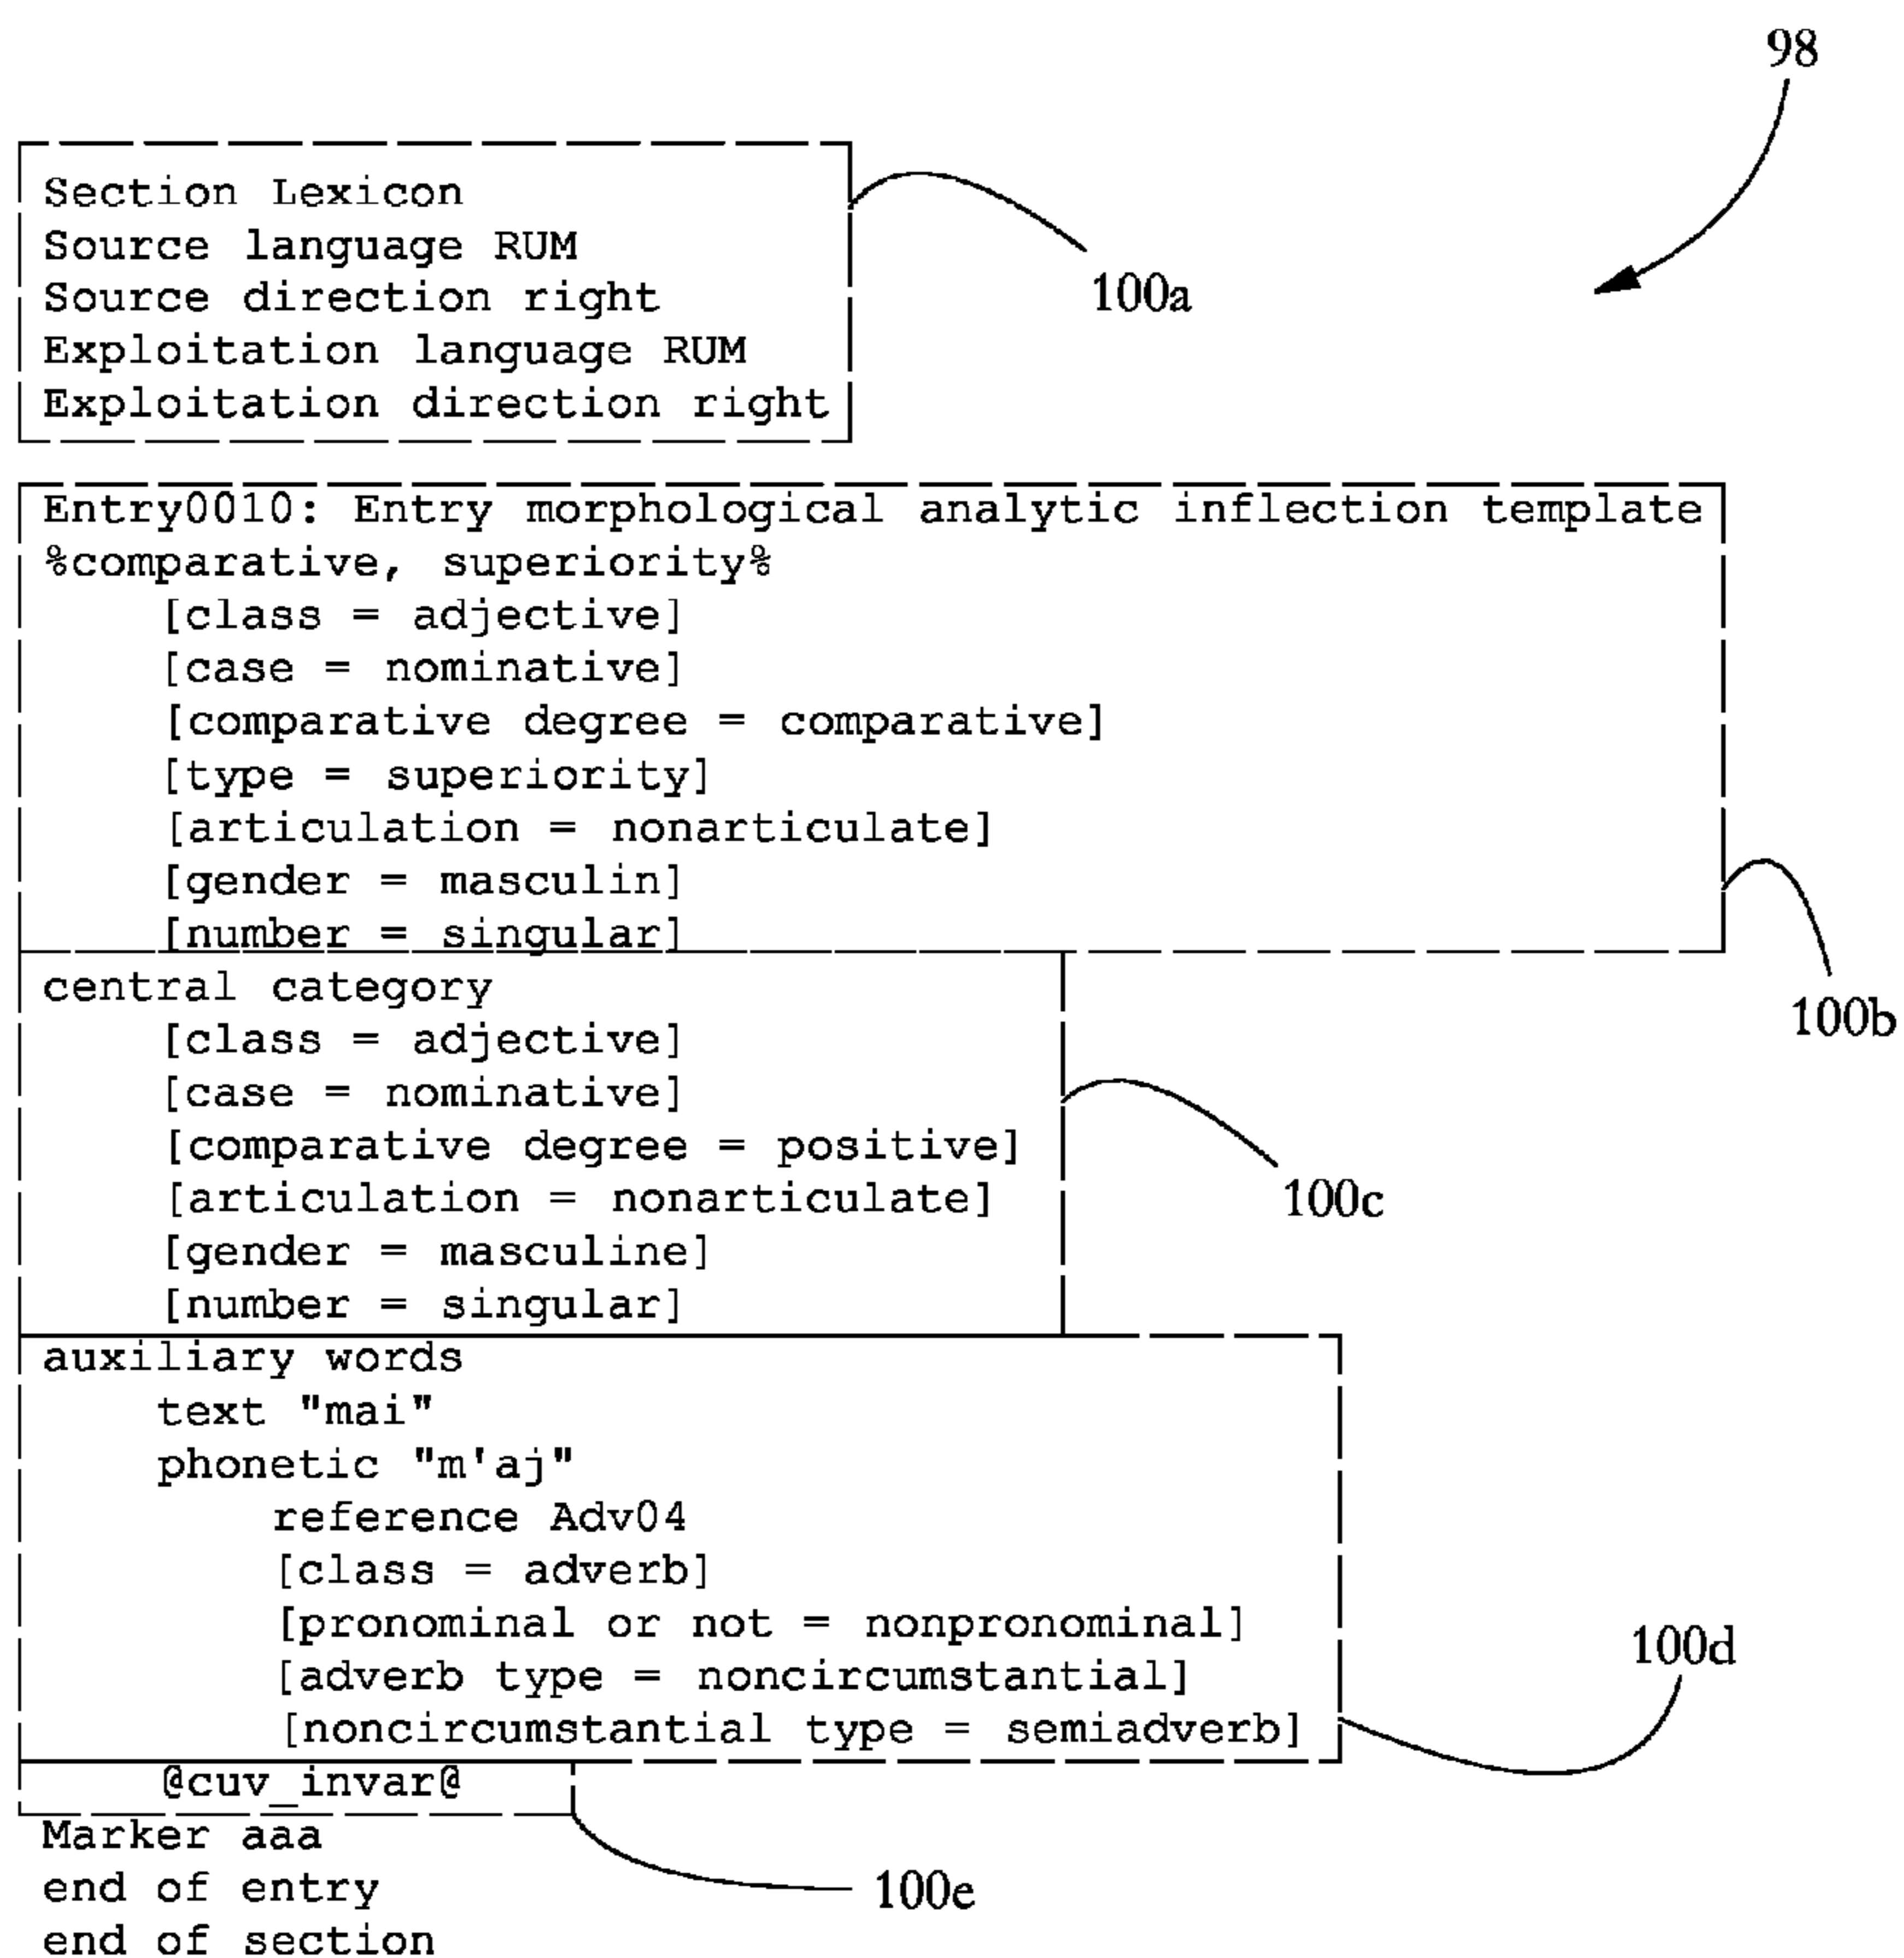 98
Section Lexicon
Source language RUM
Source direction right
Exploitation language RUM
Exploitation direction right
100a
Entry0010: Entry morphological analytic inflection template
%comparative, superiority%
[class = adjective]
[case = nominative]
[comparative degree = comparative]
[type = superiority]
[articulation = nonarticulate]
[gender = masculin]
[number = singular]
100b
central category
[class = adjective]
[case = nominative]
[comparative degree = positive]
[articulation = nonarticulate]
[gender = masculine]
[number = singular]
100c
auxiliary words
text "mai"
phonetic "m'aj"
reference Adv04
[class = adverb]
[pronominal or not = nonpronominal]
[adverb type = noncircumstantial]
[noncircumstantial type = semiadverb]
100d
@cuv_invar@
100e
Marker aaa
end of entry
end of section